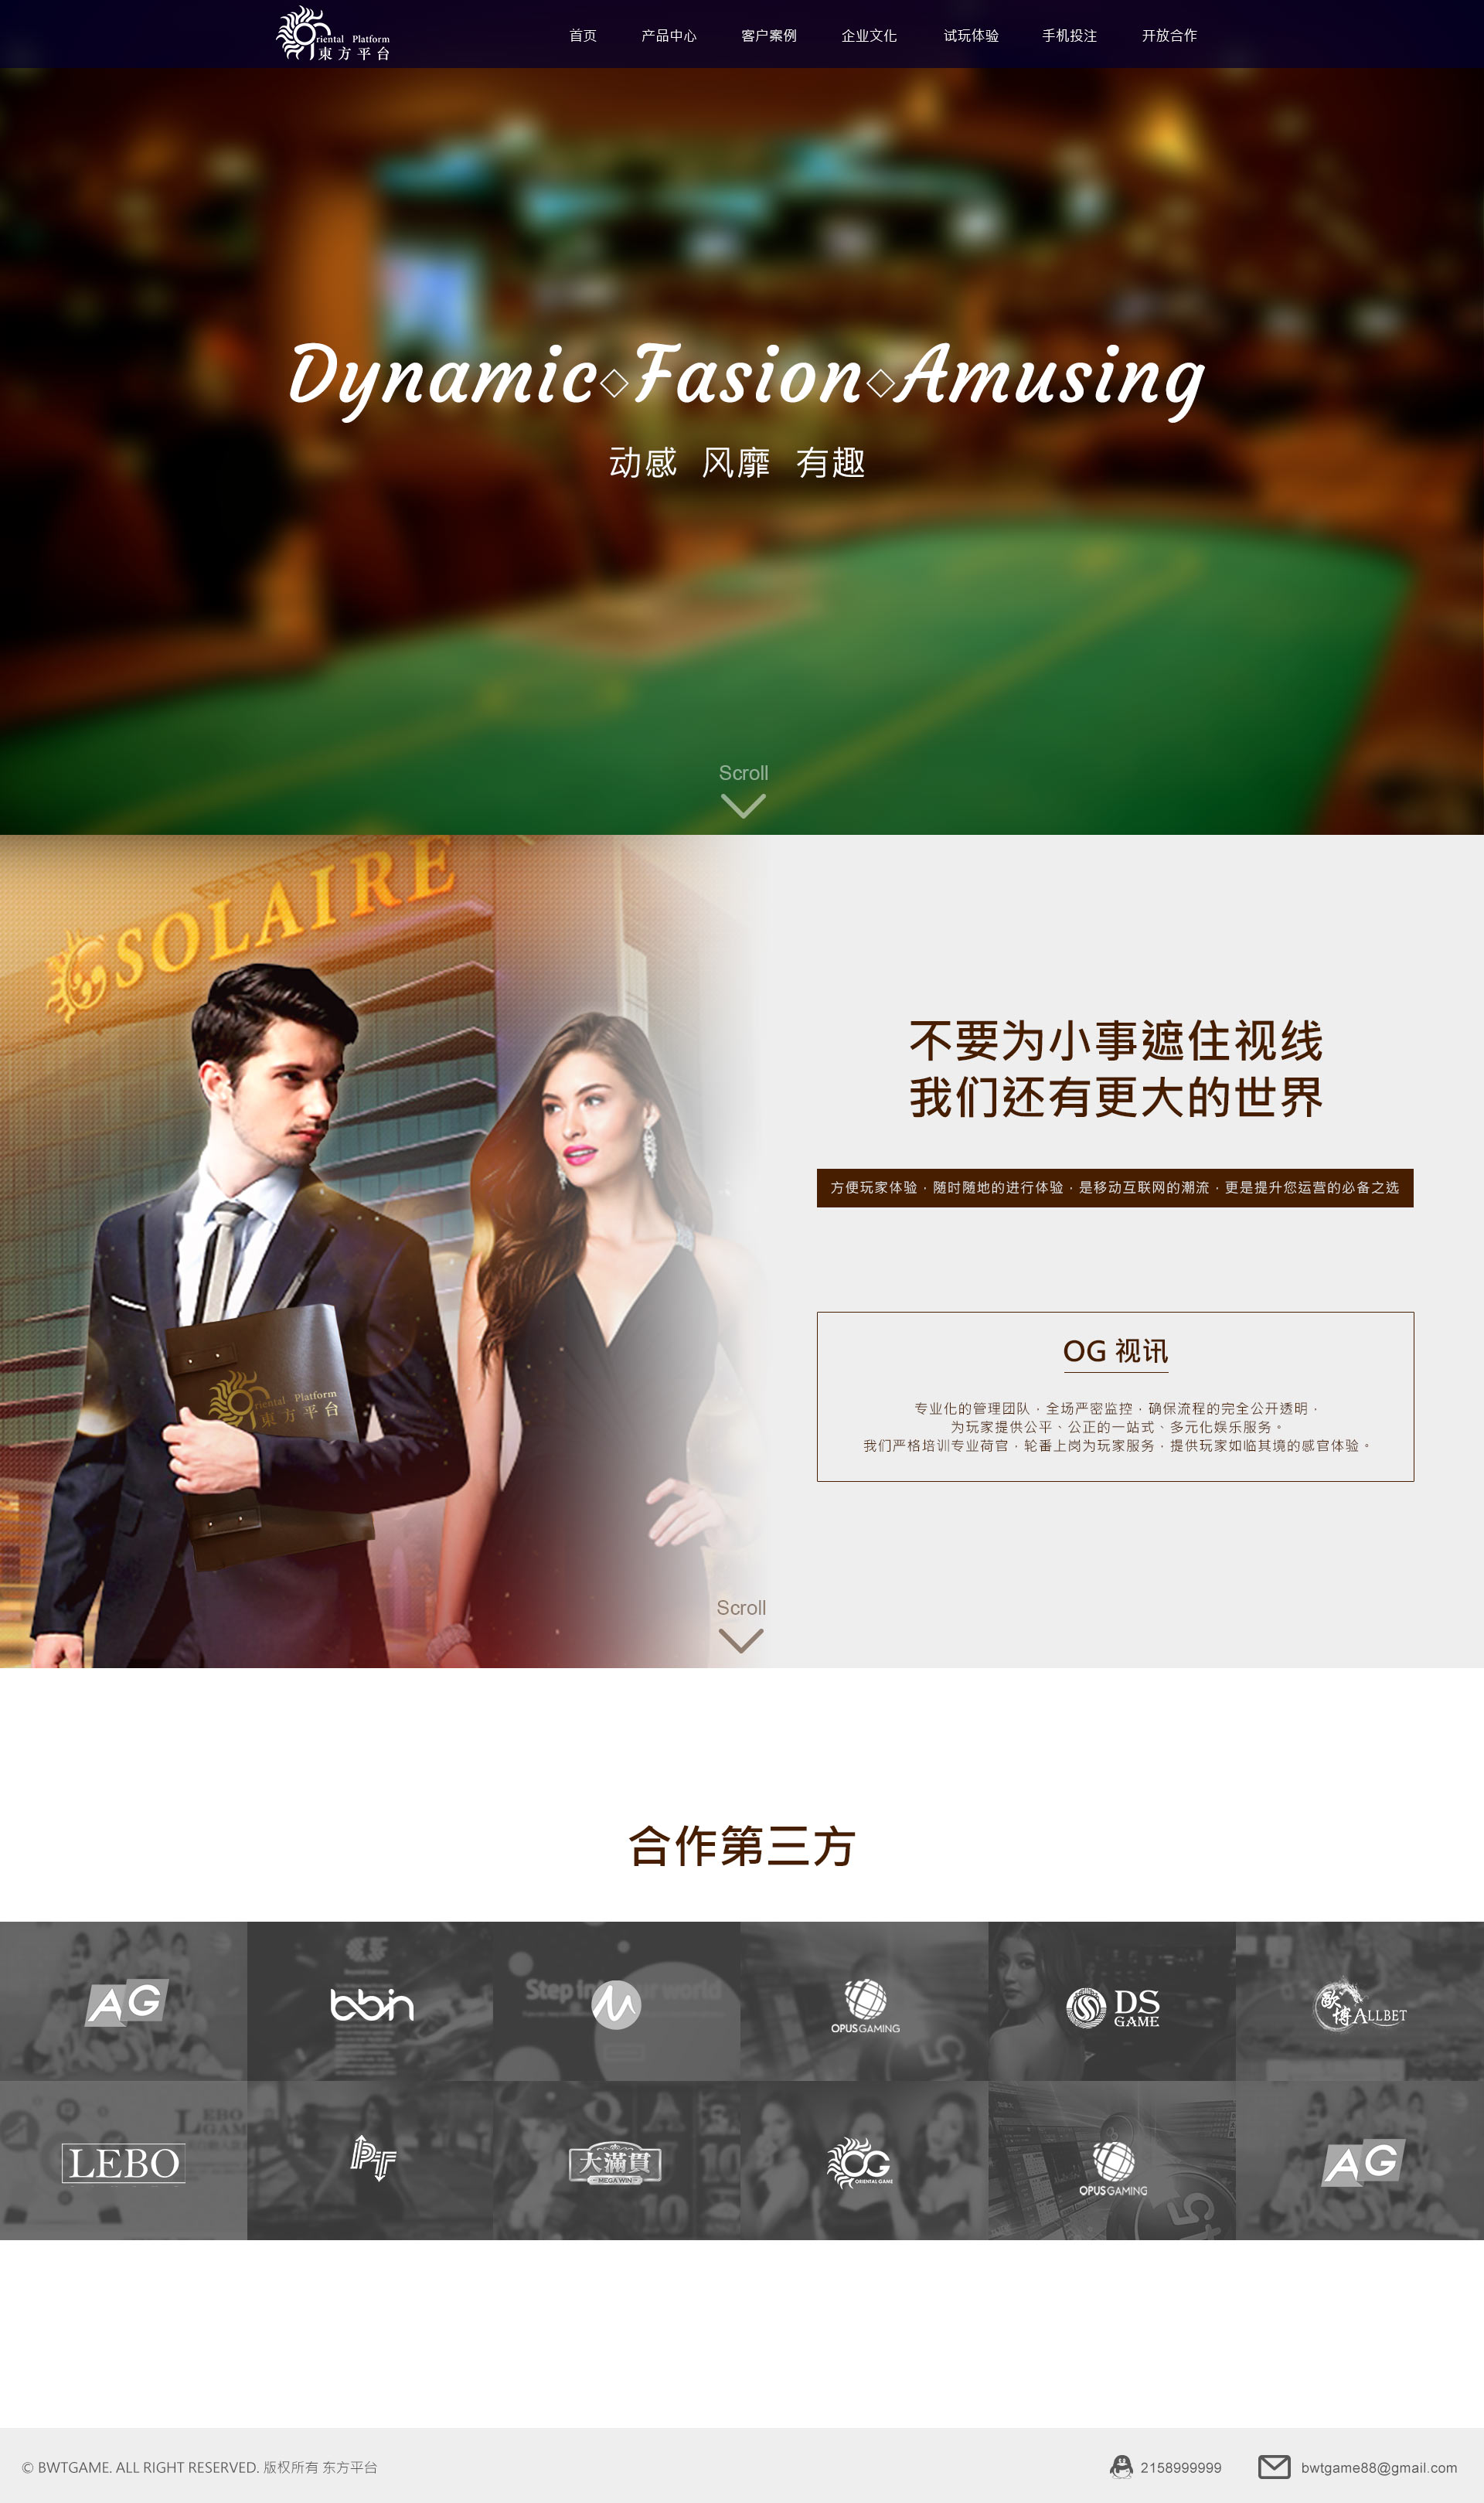 Oriental Platform
東方平台
首页 产品中心 客户案例 企业文化 试玩体验 手机投注 开放合作
Dynamic◇Fasion◇Amusing
动感 风靡 有趣
Scroll
SOLAIRE
Oriental Platform
東方平台
不要为小事遮住视线
我们还有更大的世界
方便玩家体验，随时随地的进行体验，是移动互联网的潮流，更是提升您运营的必备之选
OG 视讯
专业化的管理团队，全场严密监控，确保流程的完全公开透明，
为玩家提供公平、公正的一站式、多元化娱乐服务。
我们严格培训专业荷官，轮番上岗为玩家服务，提供玩家如临其境的感官体验。
Scroll
合作第三方
AG
bbin
Step into our world
OPUSGAMING
DS
GAME
歐博 ALLBET
LEBO
PT
大滿貫
MEGA WIN
OG
ORIENTAL GAME
OPUSGAMING
AG
© BWTGAME. ALL RIGHT RESERVED. 版权所有 东方平台
2158999999
bwtgame88@gmail.com